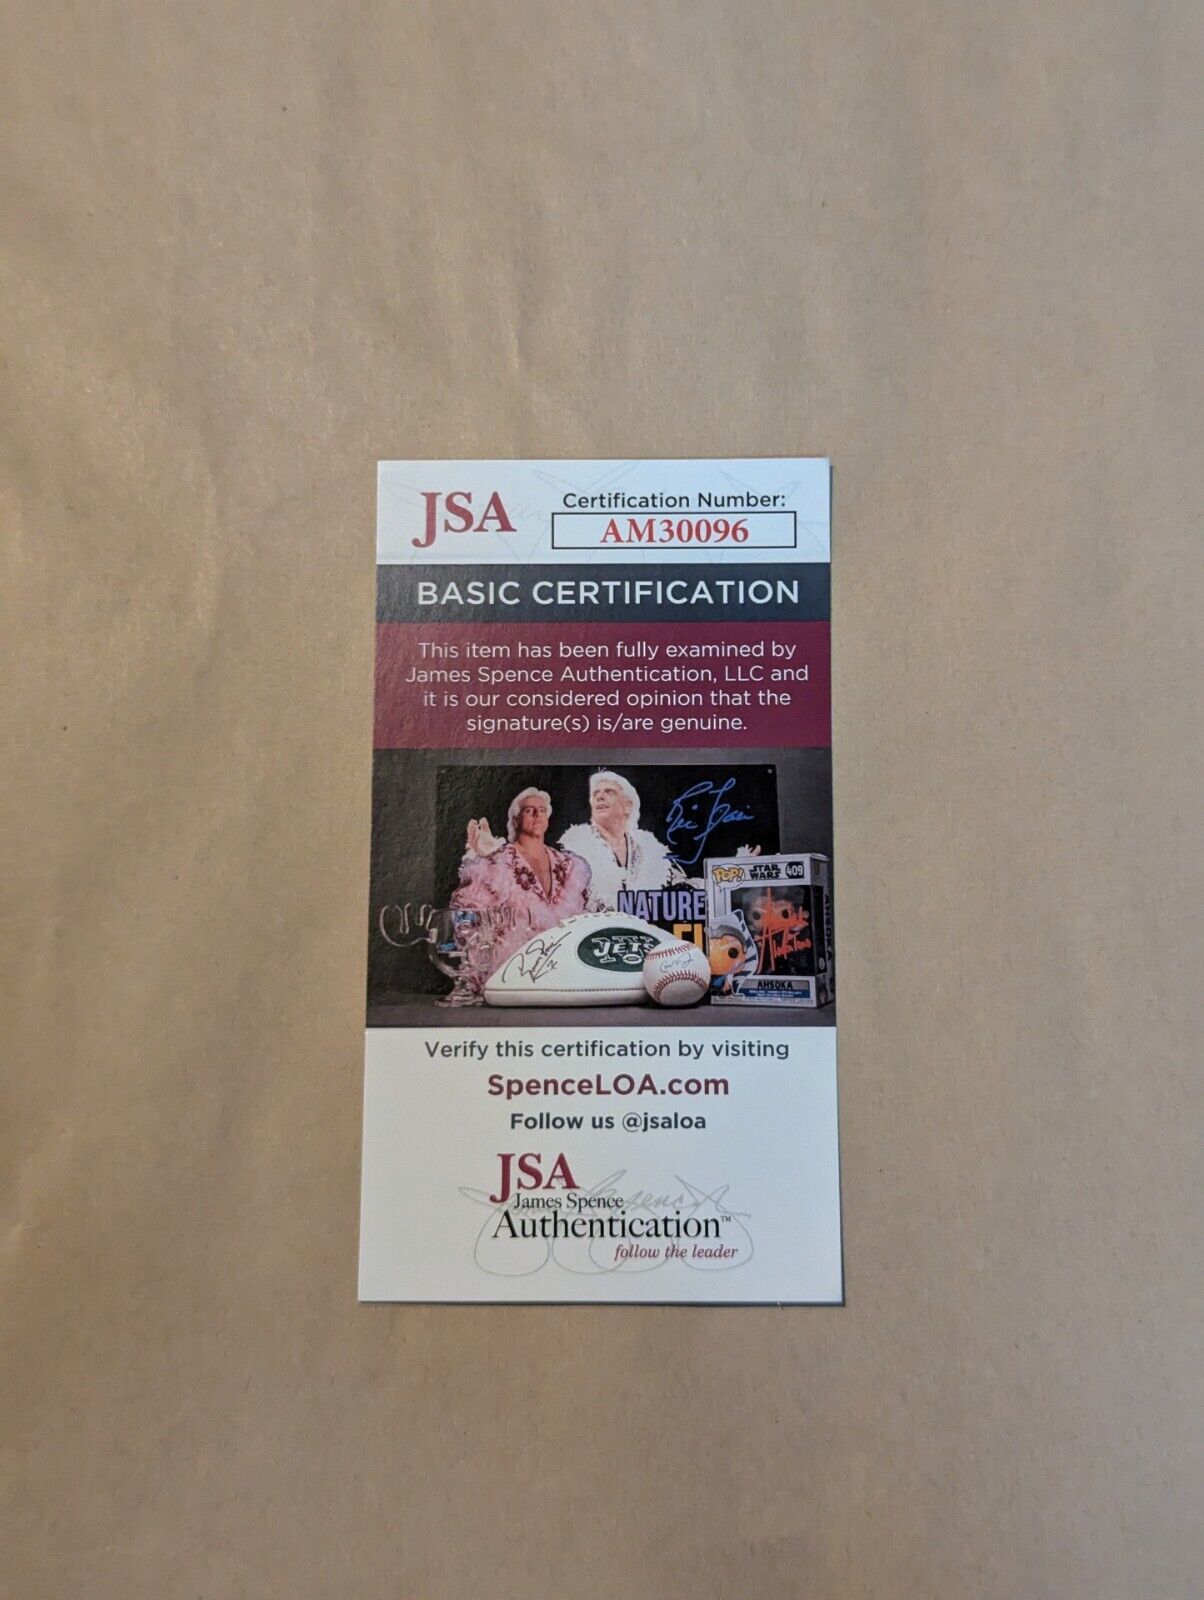 JSA
Certification Number:
AM30096
BASIC CERTIFICATION
This item has been fully examined by
James Spence Authentication, LLC and
it is our considered opinion that the
signature(s) is/are genuine.
NATURE
POP!
STAR WARS
409
JETS
AHSOKA
Verify this certification by visiting
SpenceLOA.com
Follow us @jsaloa
JSA
James Spence
Authentication™
follow the leader